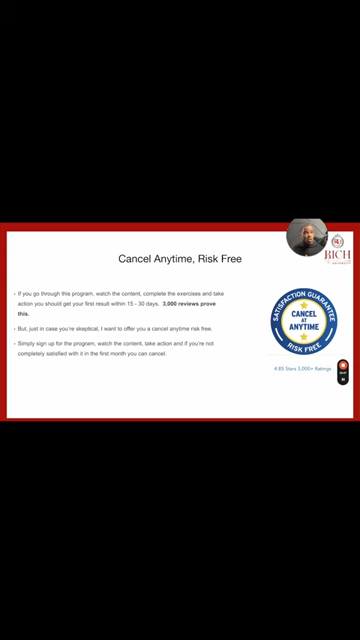 Cancel Anytime, Risk Free
RICH
If you go through this program, watch the content, complete the exercises and take
action you should get your first result within 15 - 30 days. 3,000 reviews prove
this.
But, just in case you're skeptical, I want to offer you a cancel anytime risk free.
Simply sign up for the program, watch the content, take action and if you're not
completely satisfied with it in the first month you can cancel.
SATISFACTION GUARANTEE
CANCEL
AT
ANYTIME
RISK FREE
4.85 Stars 3,000+ Ratings